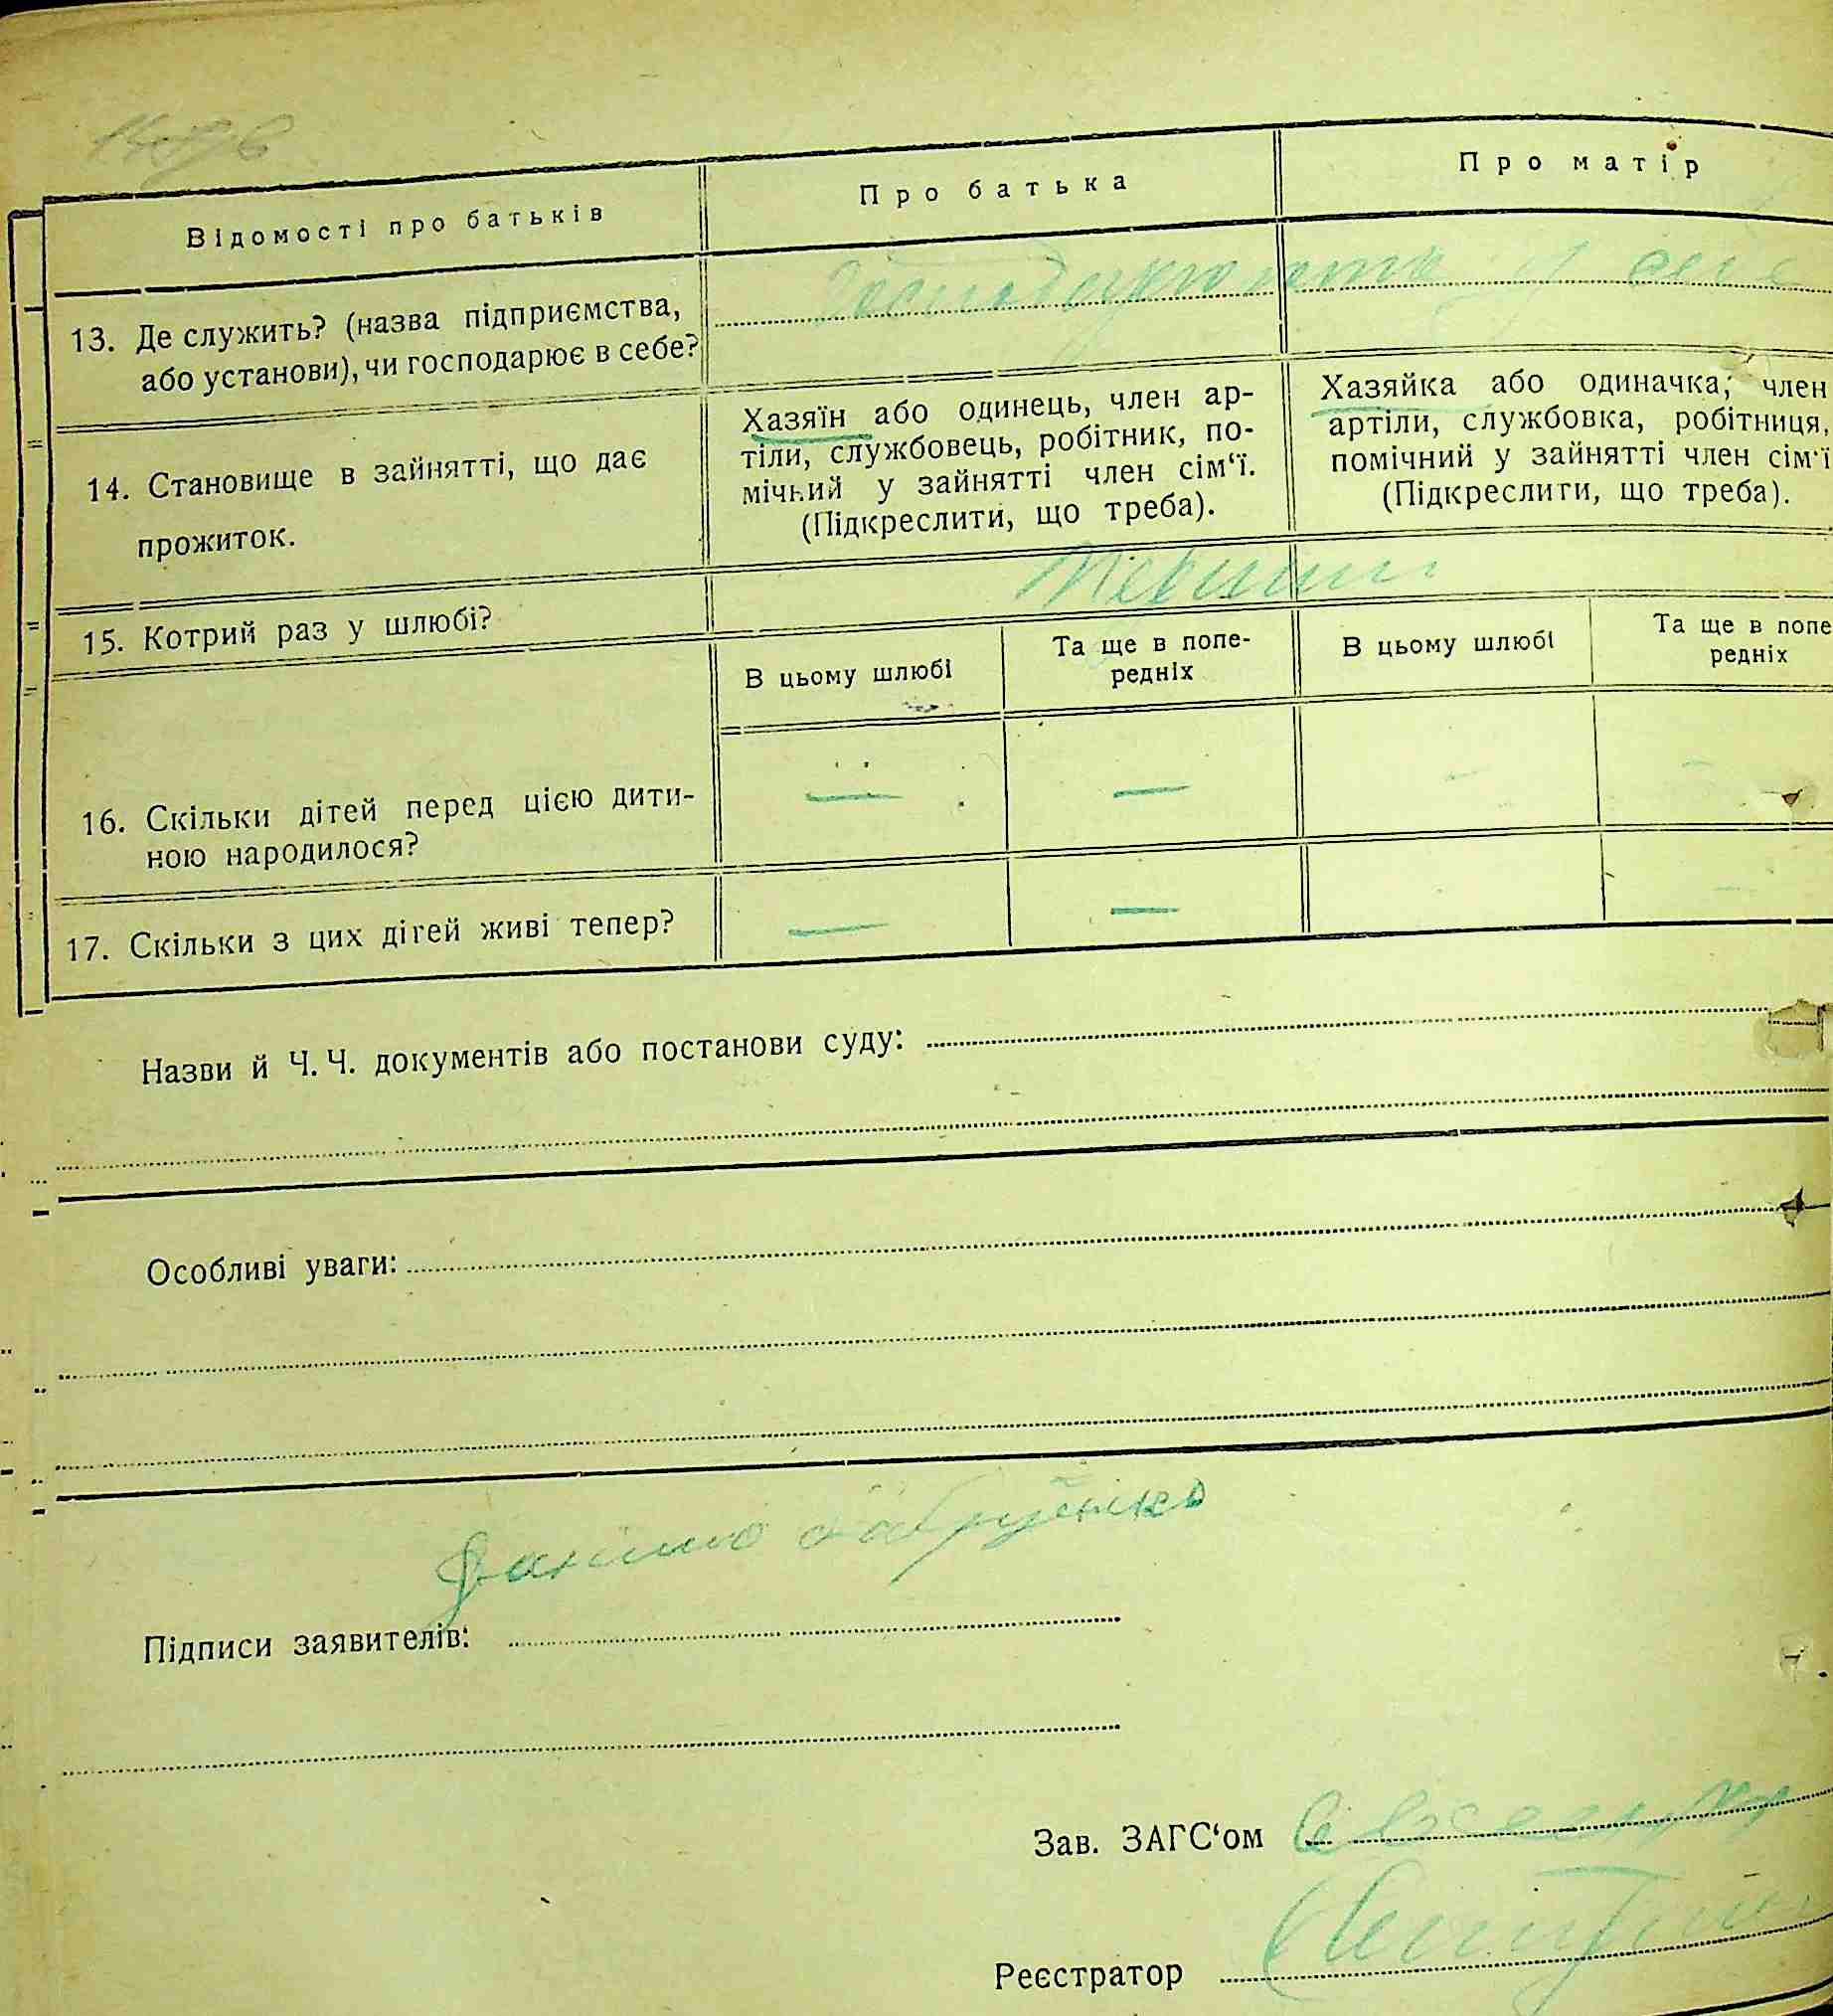 Відомості про батьків
Про батька
Про матір
13. Де служить? (назва підприємства,
або установи), чи господарює в себе?
Господарюють у себе
14. Становище в зайнятті, що дає
прожиток.
Хазяїн або одинець, член ар-
тіли, службовець, робітник, по-
мічний у зайнятті член сім‘ї.
(Підкреслити, що треба).
Хазяйка або одиначка, член
артіли, службовка, робітниця,
помічний у зайнятті член сім‘ї
(Підкреслити, що треба).
15. Котрий раз у шлюбі?
Перший
В цьому шлюбі
Та ще в попе-
редніх
В цьому шлюбі
Та ще в попе
редніх
16. Скільки дітей перед цією дити-
ною народилося?
— —
17. Скільки з цих дітей живі тепер?
— —
Назви й Ч. Ч. документів або постанови суду:
Особливі уваги:
Підписи заявителів:
Зав. ЗАГС‘ом
Реєстратор